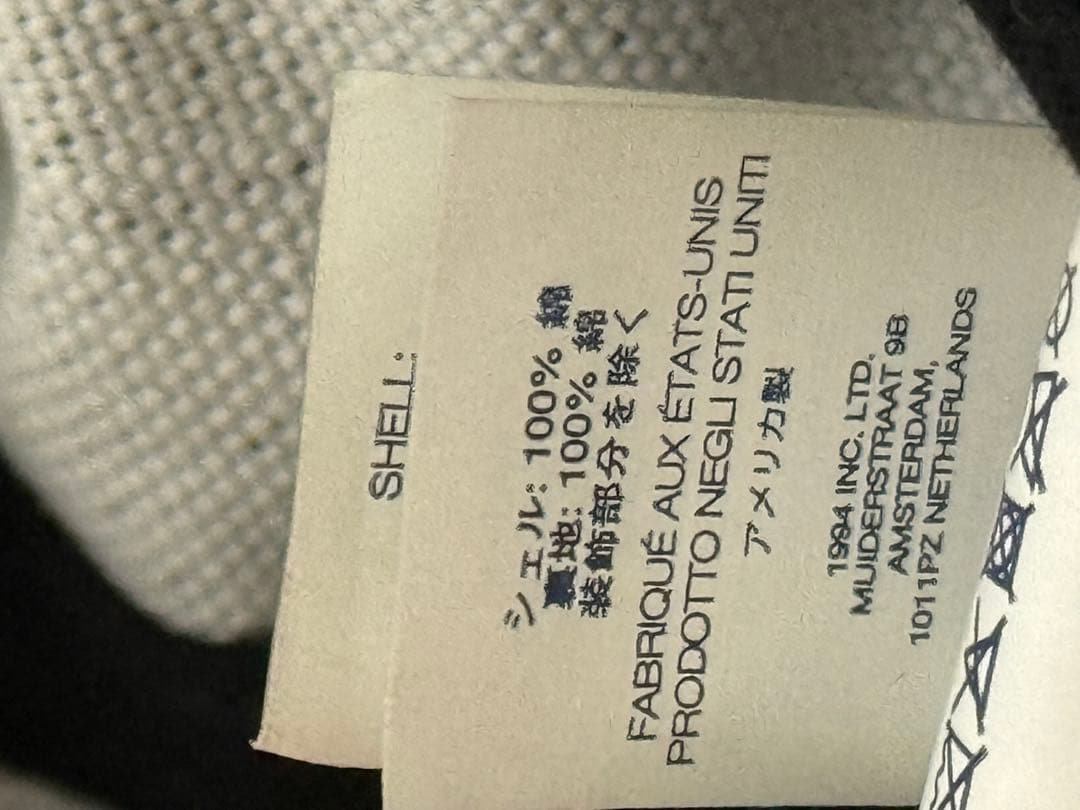 SHELL:
シェル: 100% 綿
裏地: 100% 綿
装飾部分を除く
FABRIQUÉ AUX ÉTATS-UNIS
PRODOTTO NEGLI STATI UNITI
アメリカ製
1994 INC. LTD.
MUIDERSTRAAT 9B
AMSTERDAM,
1011PZ NETHERLANDS